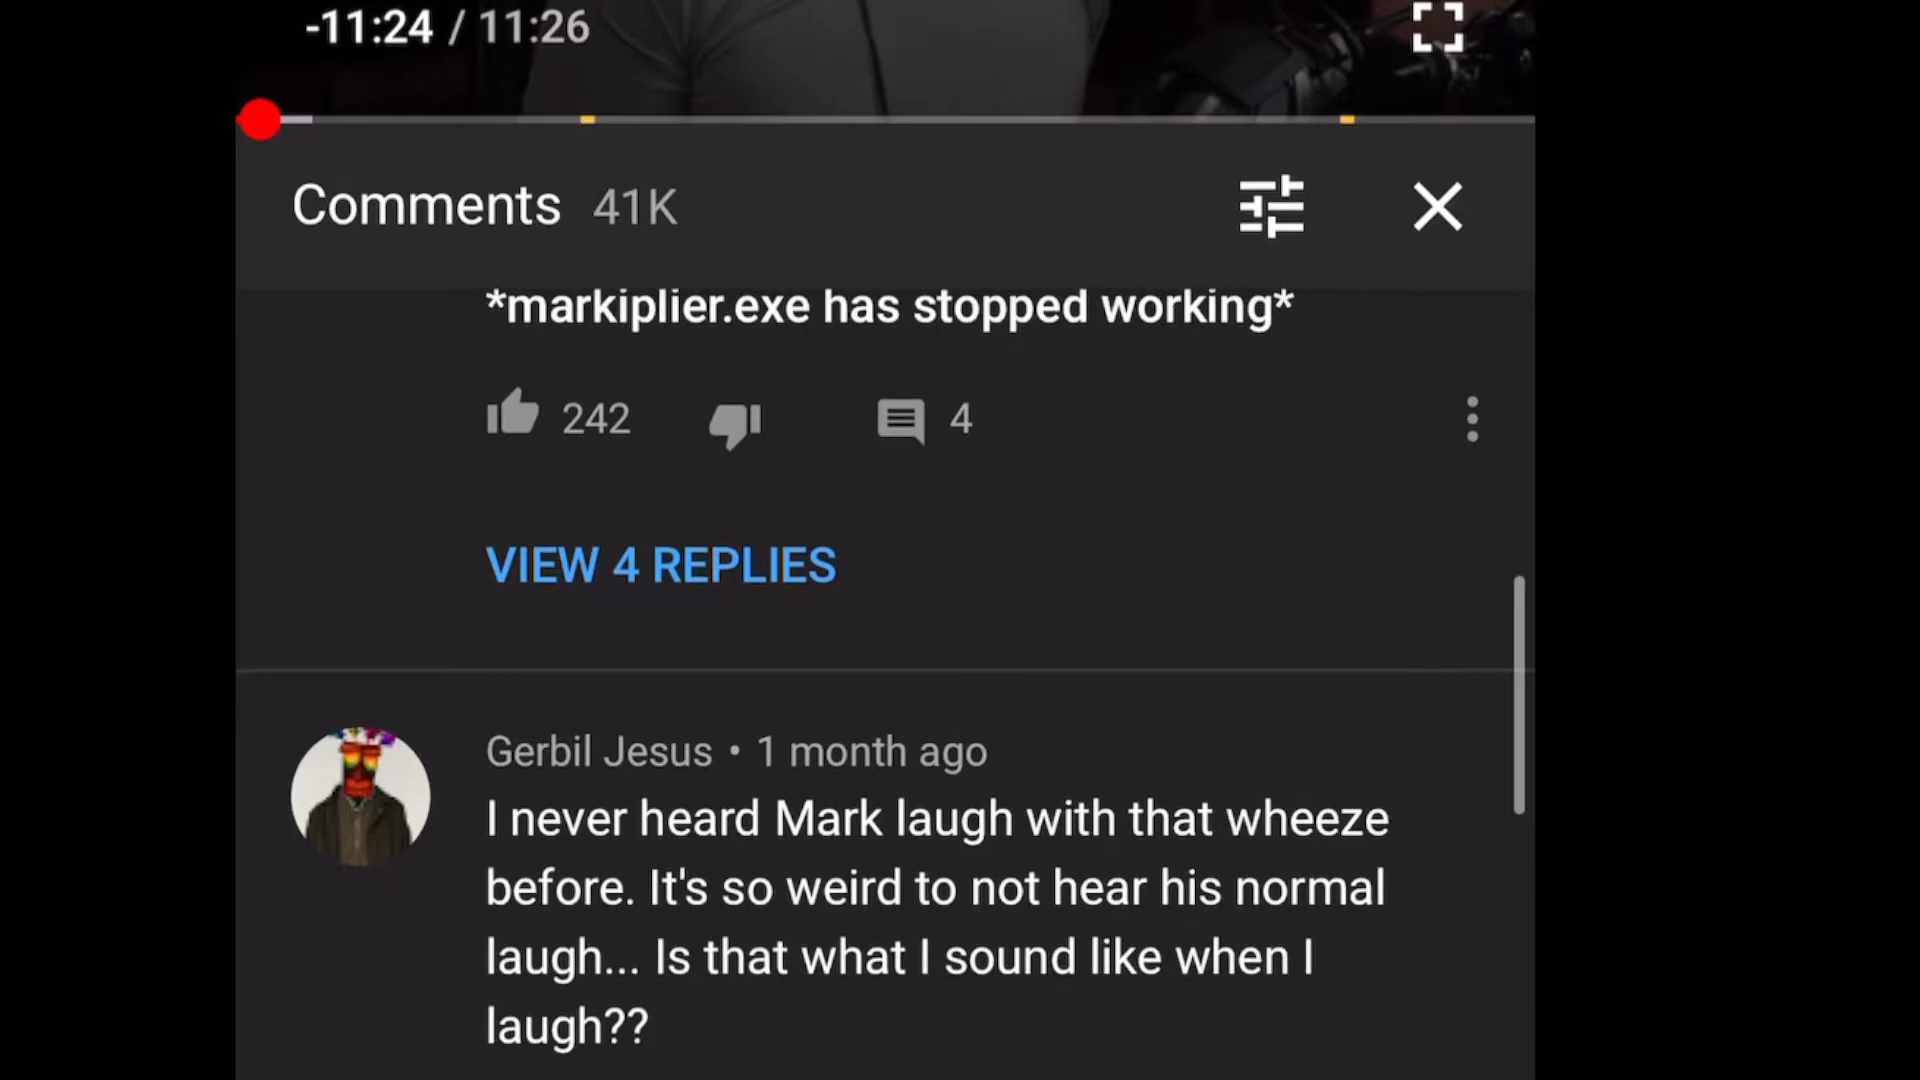 -11:24 / 11:26
Comments 41K
*markiplier.exe has stopped working*
242 4
VIEW 4 REPLIES
Gerbil Jesus • 1 month ago
I never heard Mark laugh with that wheeze
before. It's so weird to not hear his normal
laugh... Is that what I sound like when I
laugh??